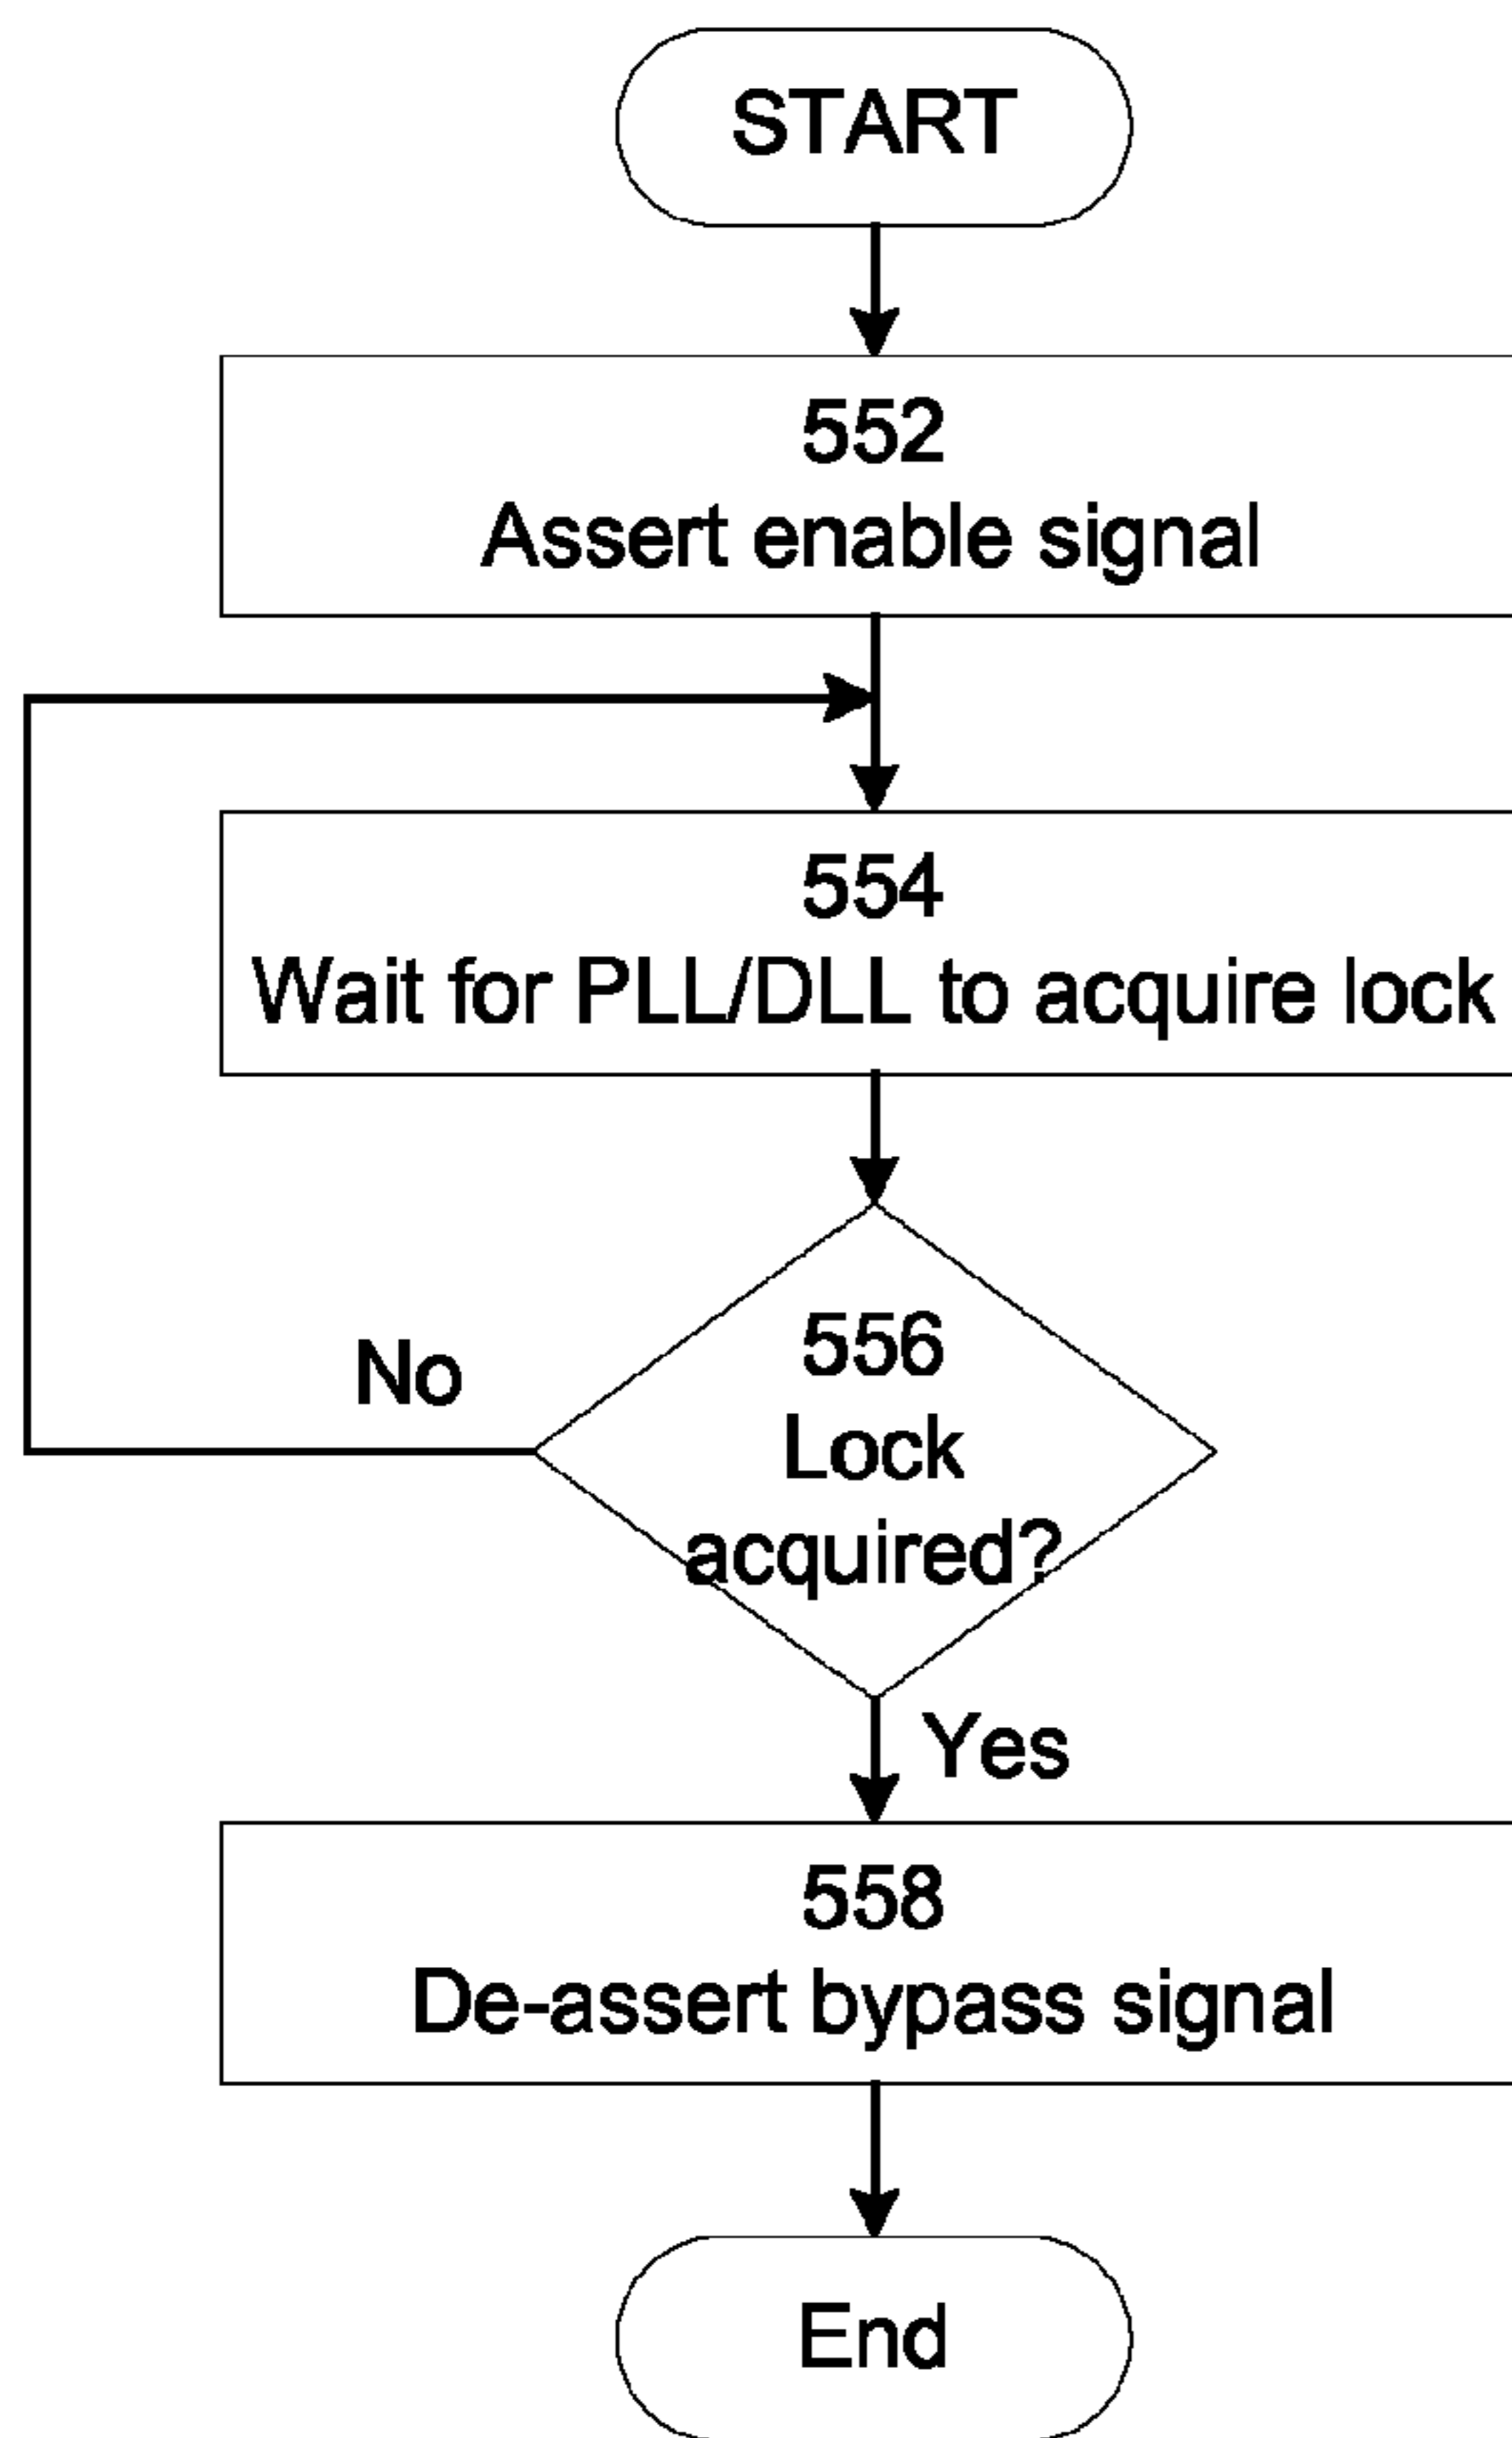 START
552
Assert enable signal
554
Wait for PLL/DLL to acquire lock
556
Lock
acquired?
No
Yes
558
De-assert bypass signal
End